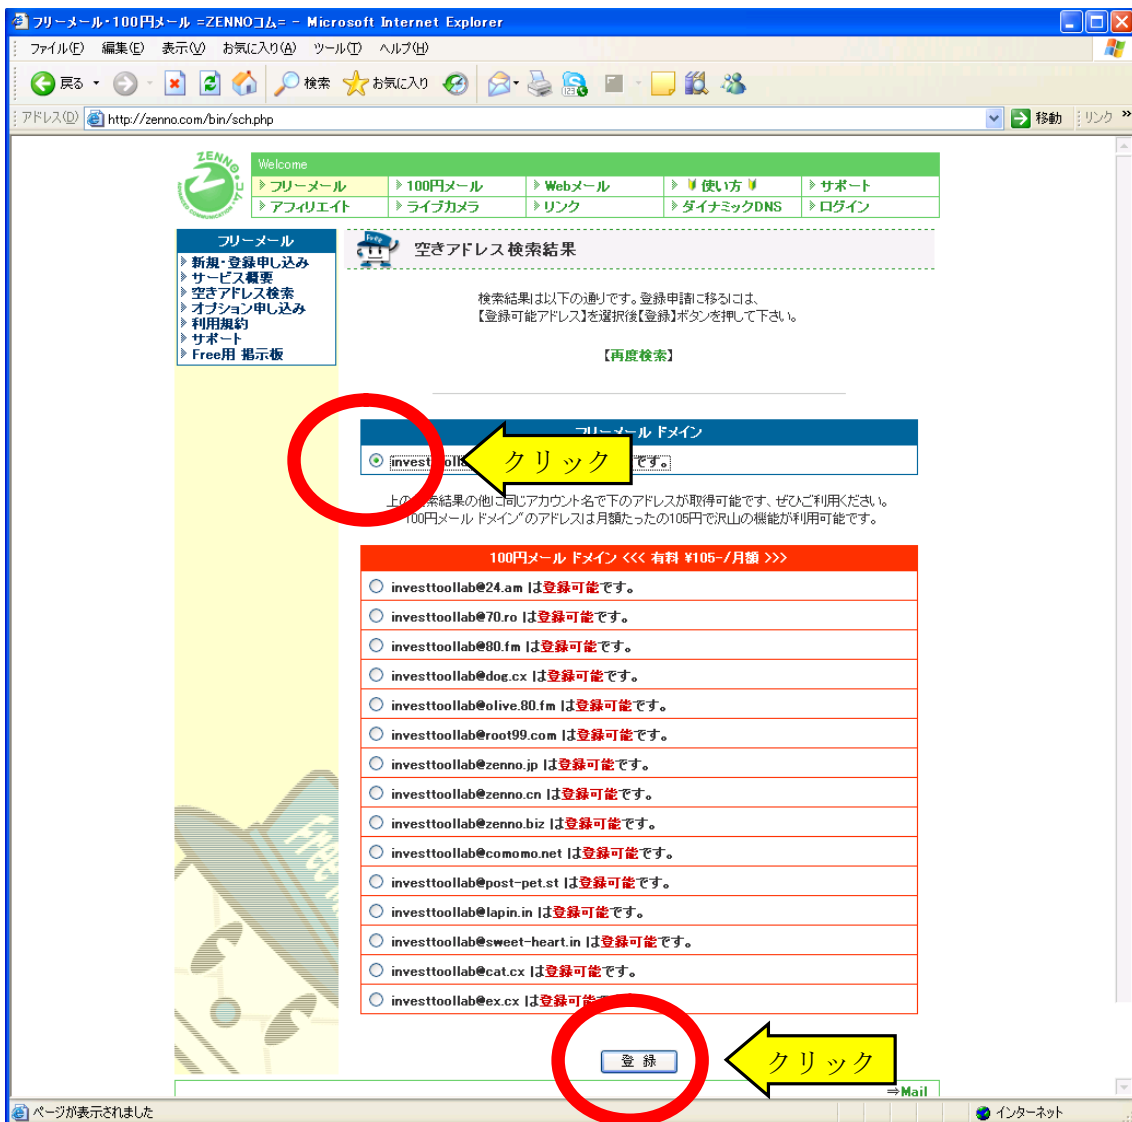 フリーメール・100円メール =ZENNOコム= - Microsoft Internet Explorer
ファイル(F) 編集(E) 表示(V) お気に入り(A) ツール(T) ヘルプ(H)
戻る 検索 お気に入り
アドレス(D) http://zenno.com/bin/sch.php 移動 リンク »
ZENNO・コム
Welcome
フリーメール 100円メール Webメール 使い方 サポート
アフィリエイト ライブカメラ リンク ダイナミックDNS ログイン
フリーメール
新規・登録申し込み
サービス概要
空きアドレス検索
オプション申し込み
利用規約
サポート
Free用 掲示板
空きアドレス検索結果
検索結果は以下の通りです。登録申請に移るには、
【登録可能アドレス】を選択後【登録】ボタンを押して下さい。
【再度検索】
フリーメール ドメイン
クリック
です。
上の検索結果の他に同じアカウント名で下のアドレスが取得可能です、ぜひご利用ください。
"100円メール ドメイン"のアドレスは月額たったの105円で沢山の機能が利用可能です。
100円メール ドメイン <<< 有料 ¥105-/月額 >>>
investtoollab@24.am は登録可能です。
investtoollab@70.ro は登録可能です。
investtoollab@80.fm は登録可能です。
investtoollab@dog.cx は登録可能です。
investtoollab@olive.80.fm は登録可能です。
investtoollab@root99.com は登録可能です。
investtoollab@zenno.jp は登録可能です。
investtoollab@zenno.cn は登録可能です。
investtoollab@zenno.biz は登録可能です。
investtoollab@comomo.net は登録可能です。
investtoollab@post-pet.st は登録可能です。
investtoollab@lapin.in は登録可能です。
investtoollab@sweet-heart.in は登録可能です。
investtoollab@cat.cx は登録可能です。
investtoollab@ex.cx は登録可能です。
登 録
クリック
⇒Mail
ページが表示されました インターネット